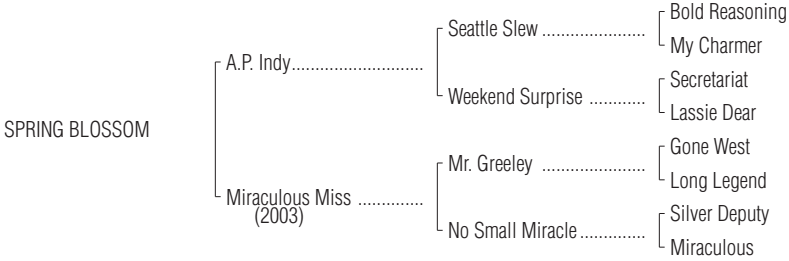 Bold Reasoning
Seattle Slew ......................
My Charmer
A.P. Indy............................
Secretariat
Weekend Surprise ............
Lassie Dear
SPRING BLOSSOM
Gone West
Mr. Greeley ......................
Long Legend
Miraculous Miss ..............
(2003)
Silver Deputy
No Small Miracle..............
Miraculous